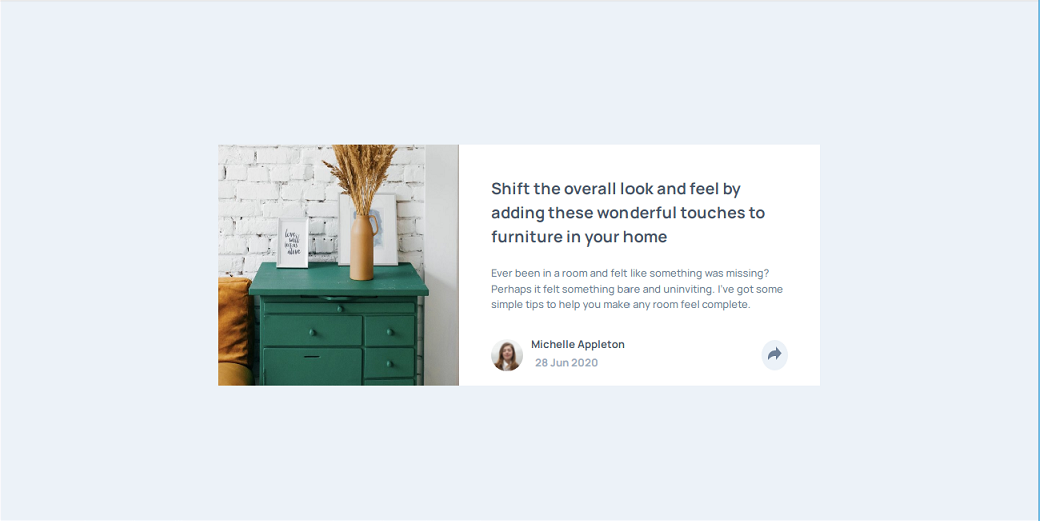 Shift the overall look and feel by
adding these wonderful touches to
furniture in your home
Ever been in a room and felt like something was missing?
Perhaps it felt something bare and uninviting. I've got some
simple tips to help you make any room feel complete.
Michelle Appleton
28 Jun 2020